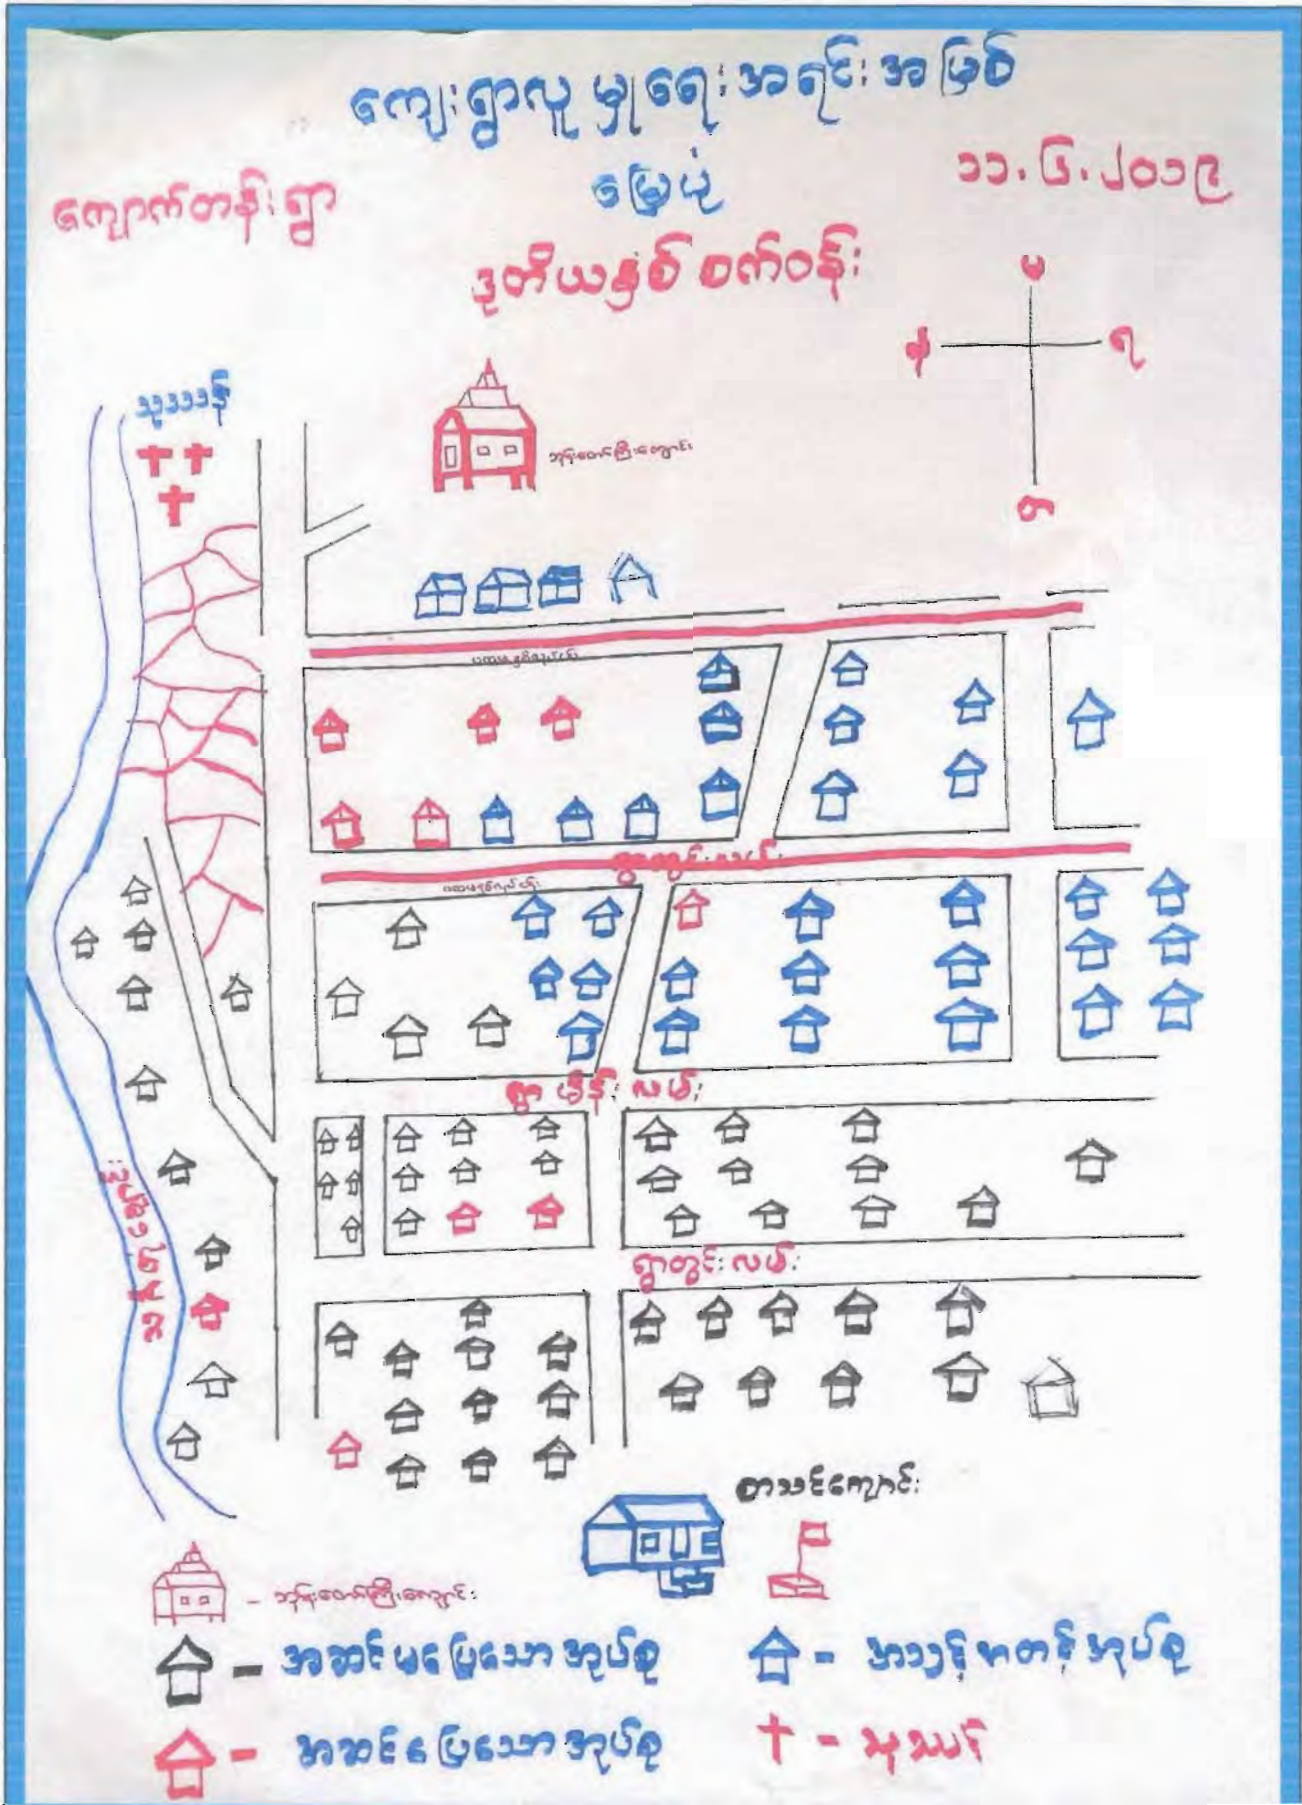 ကျေးရွာလူမှုရေးအရင်းအမြစ်
မြေပုံ
ကျောက်တန်းရွာ
၁၁.၆.၂၀၁၉
ဒုတိယနှစ် စက်ဝန်း
မ
န
ရ
တ
သုဿာန်
ဘုန်းတော်ကြီးကျောင်း
ရွာတွင်းလမ်း
ရွာ မိန်း လမ်း
ရွာတွင်း လမ်း
စာသင်ကျောင်း
- ဘုန်းတော်ကြီးကျောင်း
- အဆင်မပြေသောအုပ်စု
- အသင့်အတင့်အုပ်စု
- အဆင်ပြေသောအုပ်စု
- သုဿာန်